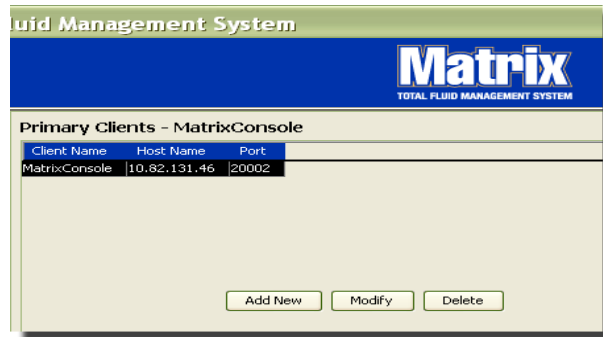 luid Management System
Matrix
TOTAL FLUID MANAGEMENT SYSTEM
Primary Clients - MatrixConsole
Client Name Host Name Port
MatrixConsole 10.82.131.46 20002
Add New Modify Delete